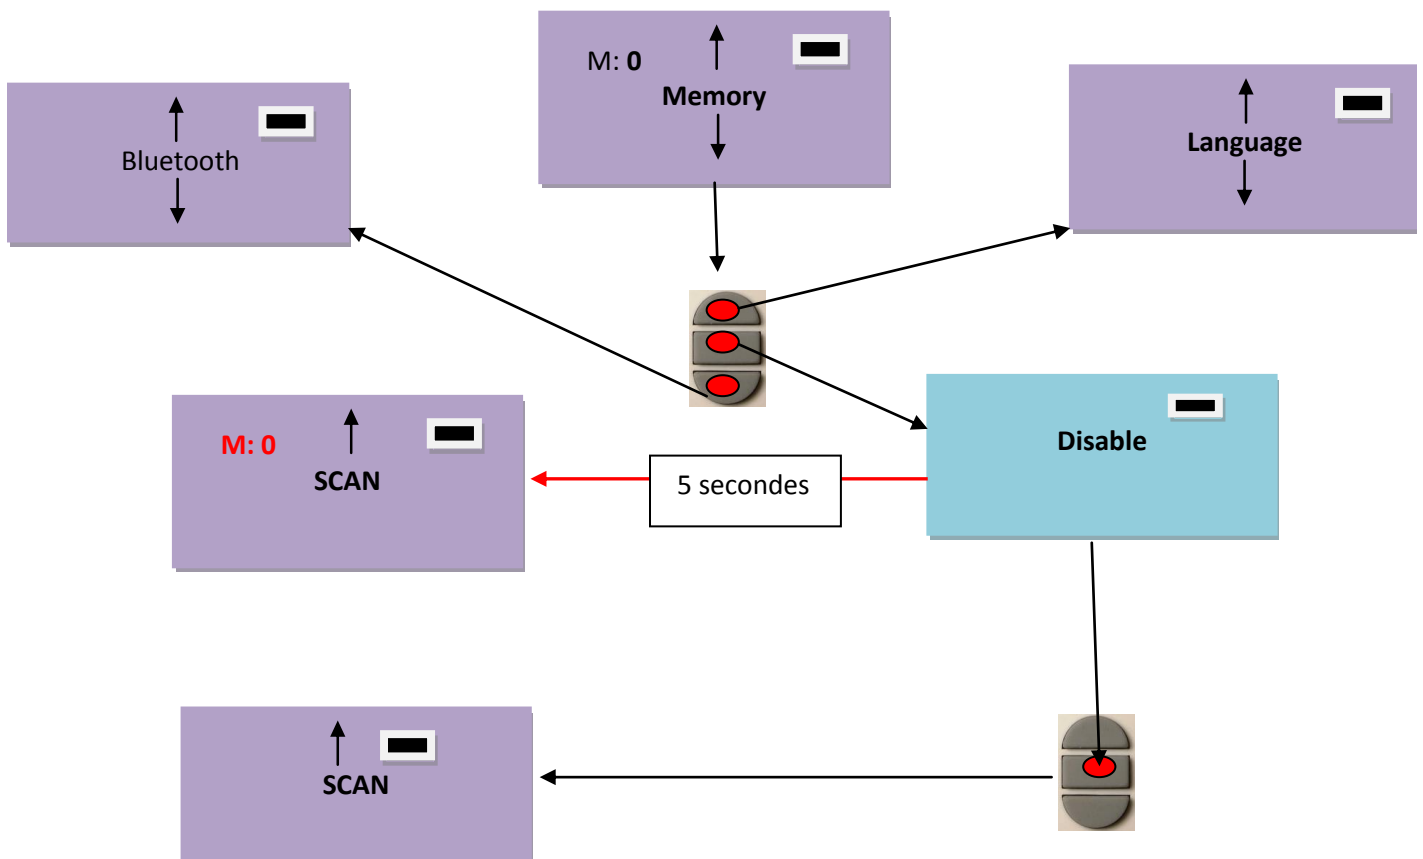 M: 0
Memory
Bluetooth
Language
M: 0
SCAN
5 secondes
Disable
SCAN